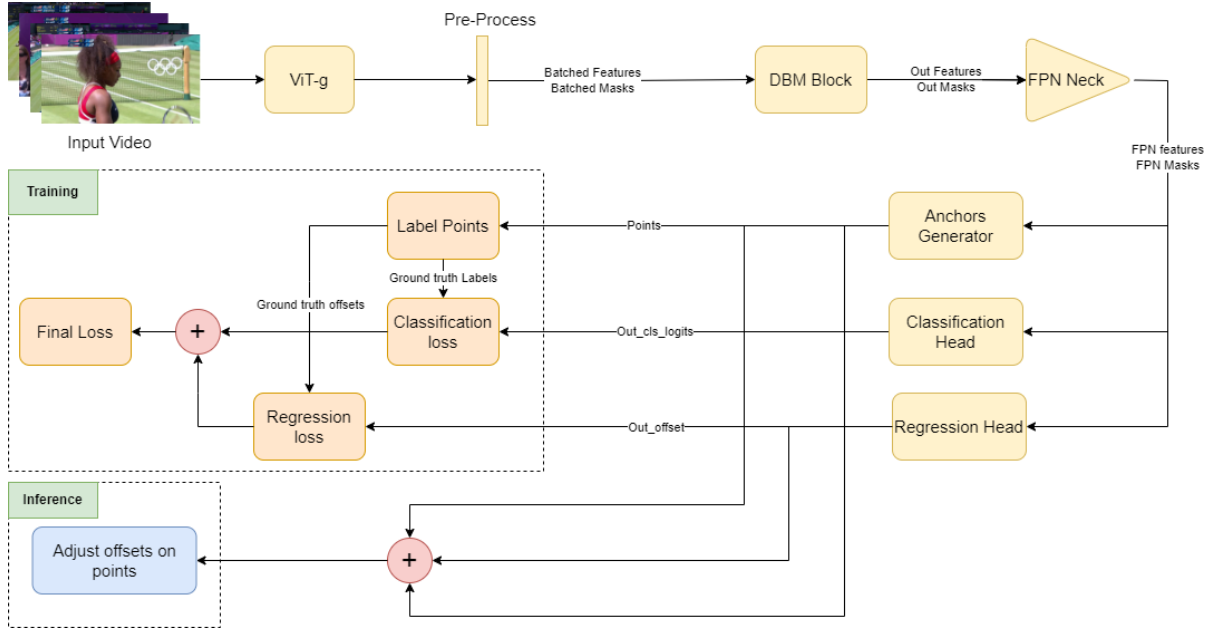 Pre-Process
ViT-g
Batched Features
Batched Masks
DBM Block
Out Features
Out Masks
FPN Neck
Input Video
FPN features
FPN Masks
Training
Label Points
Points
Anchors
Generator
Ground truth Labels
Ground truth offsets
Final Loss
+
Classification
loss
Out_cls_logits
Classification
Head
Regression
loss
Out_offset
Regression Head
Inference
Adjust offsets on
points
+